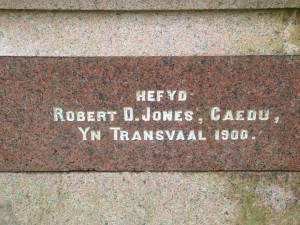 HEFYD
ROBERT D. JONES, CAEDU,
YN TRANSVAAL 1900.